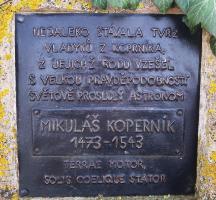 NEDALEKO STÁVALA TVRZ
VLADYKŮ Z KOPRNÍKA,
Z JEJICHŽ RODU VZEŠEL
S VELKOU PRAVDĚPODOBNOSTÍ
SVĚTOVĚ PROSLULÝ ASTRONOM
MIKULÁŠ KOPERNÍK
1473-1543
TERRAE MOTOR,
SOLIS COELIQUE STATOR